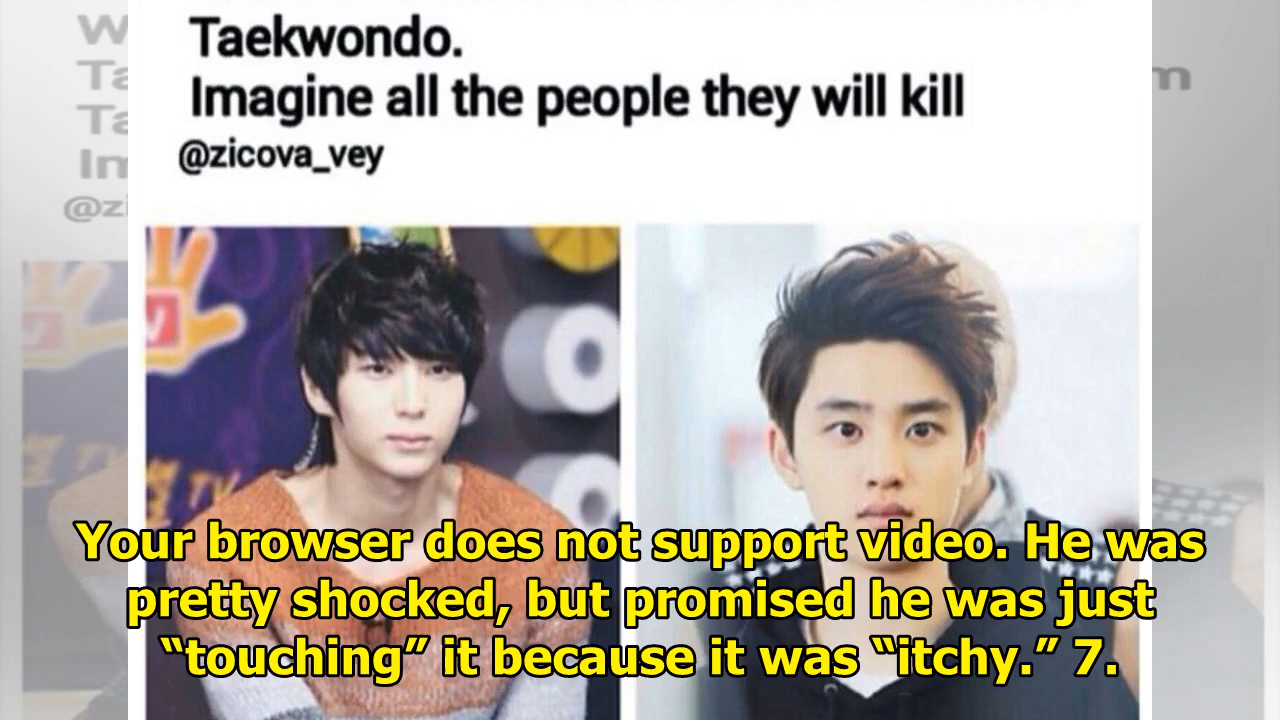 Taekwondo.
Imagine all the people they will kill
@zicova_vey
Your browser does not support video. He was
pretty shocked, but promised he was just
“touching” it because it was “itchy.” 7.